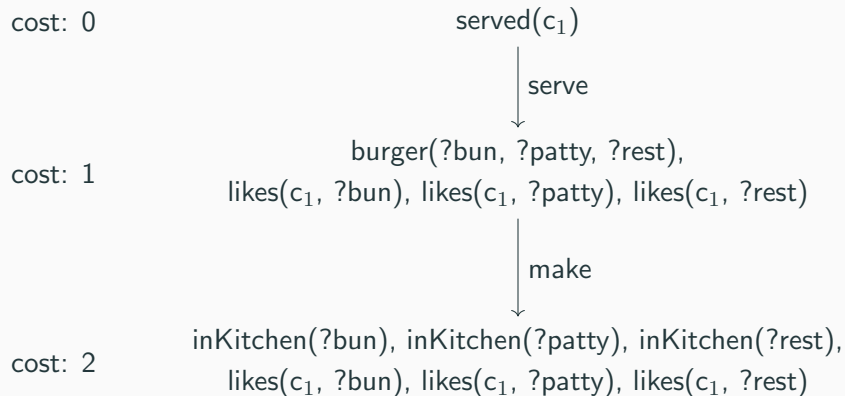 cost: 0 served(c₁)
serve
burger(?bun, ?patty, ?rest),
cost: 1
likes(c₁, ?bun), likes(c₁, ?patty), likes(c₁, ?rest)
make
inKitchen(?bun), inKitchen(?patty), inKitchen(?rest),
cost: 2
likes(c₁, ?bun), likes(c₁, ?patty), likes(c₁, ?rest)